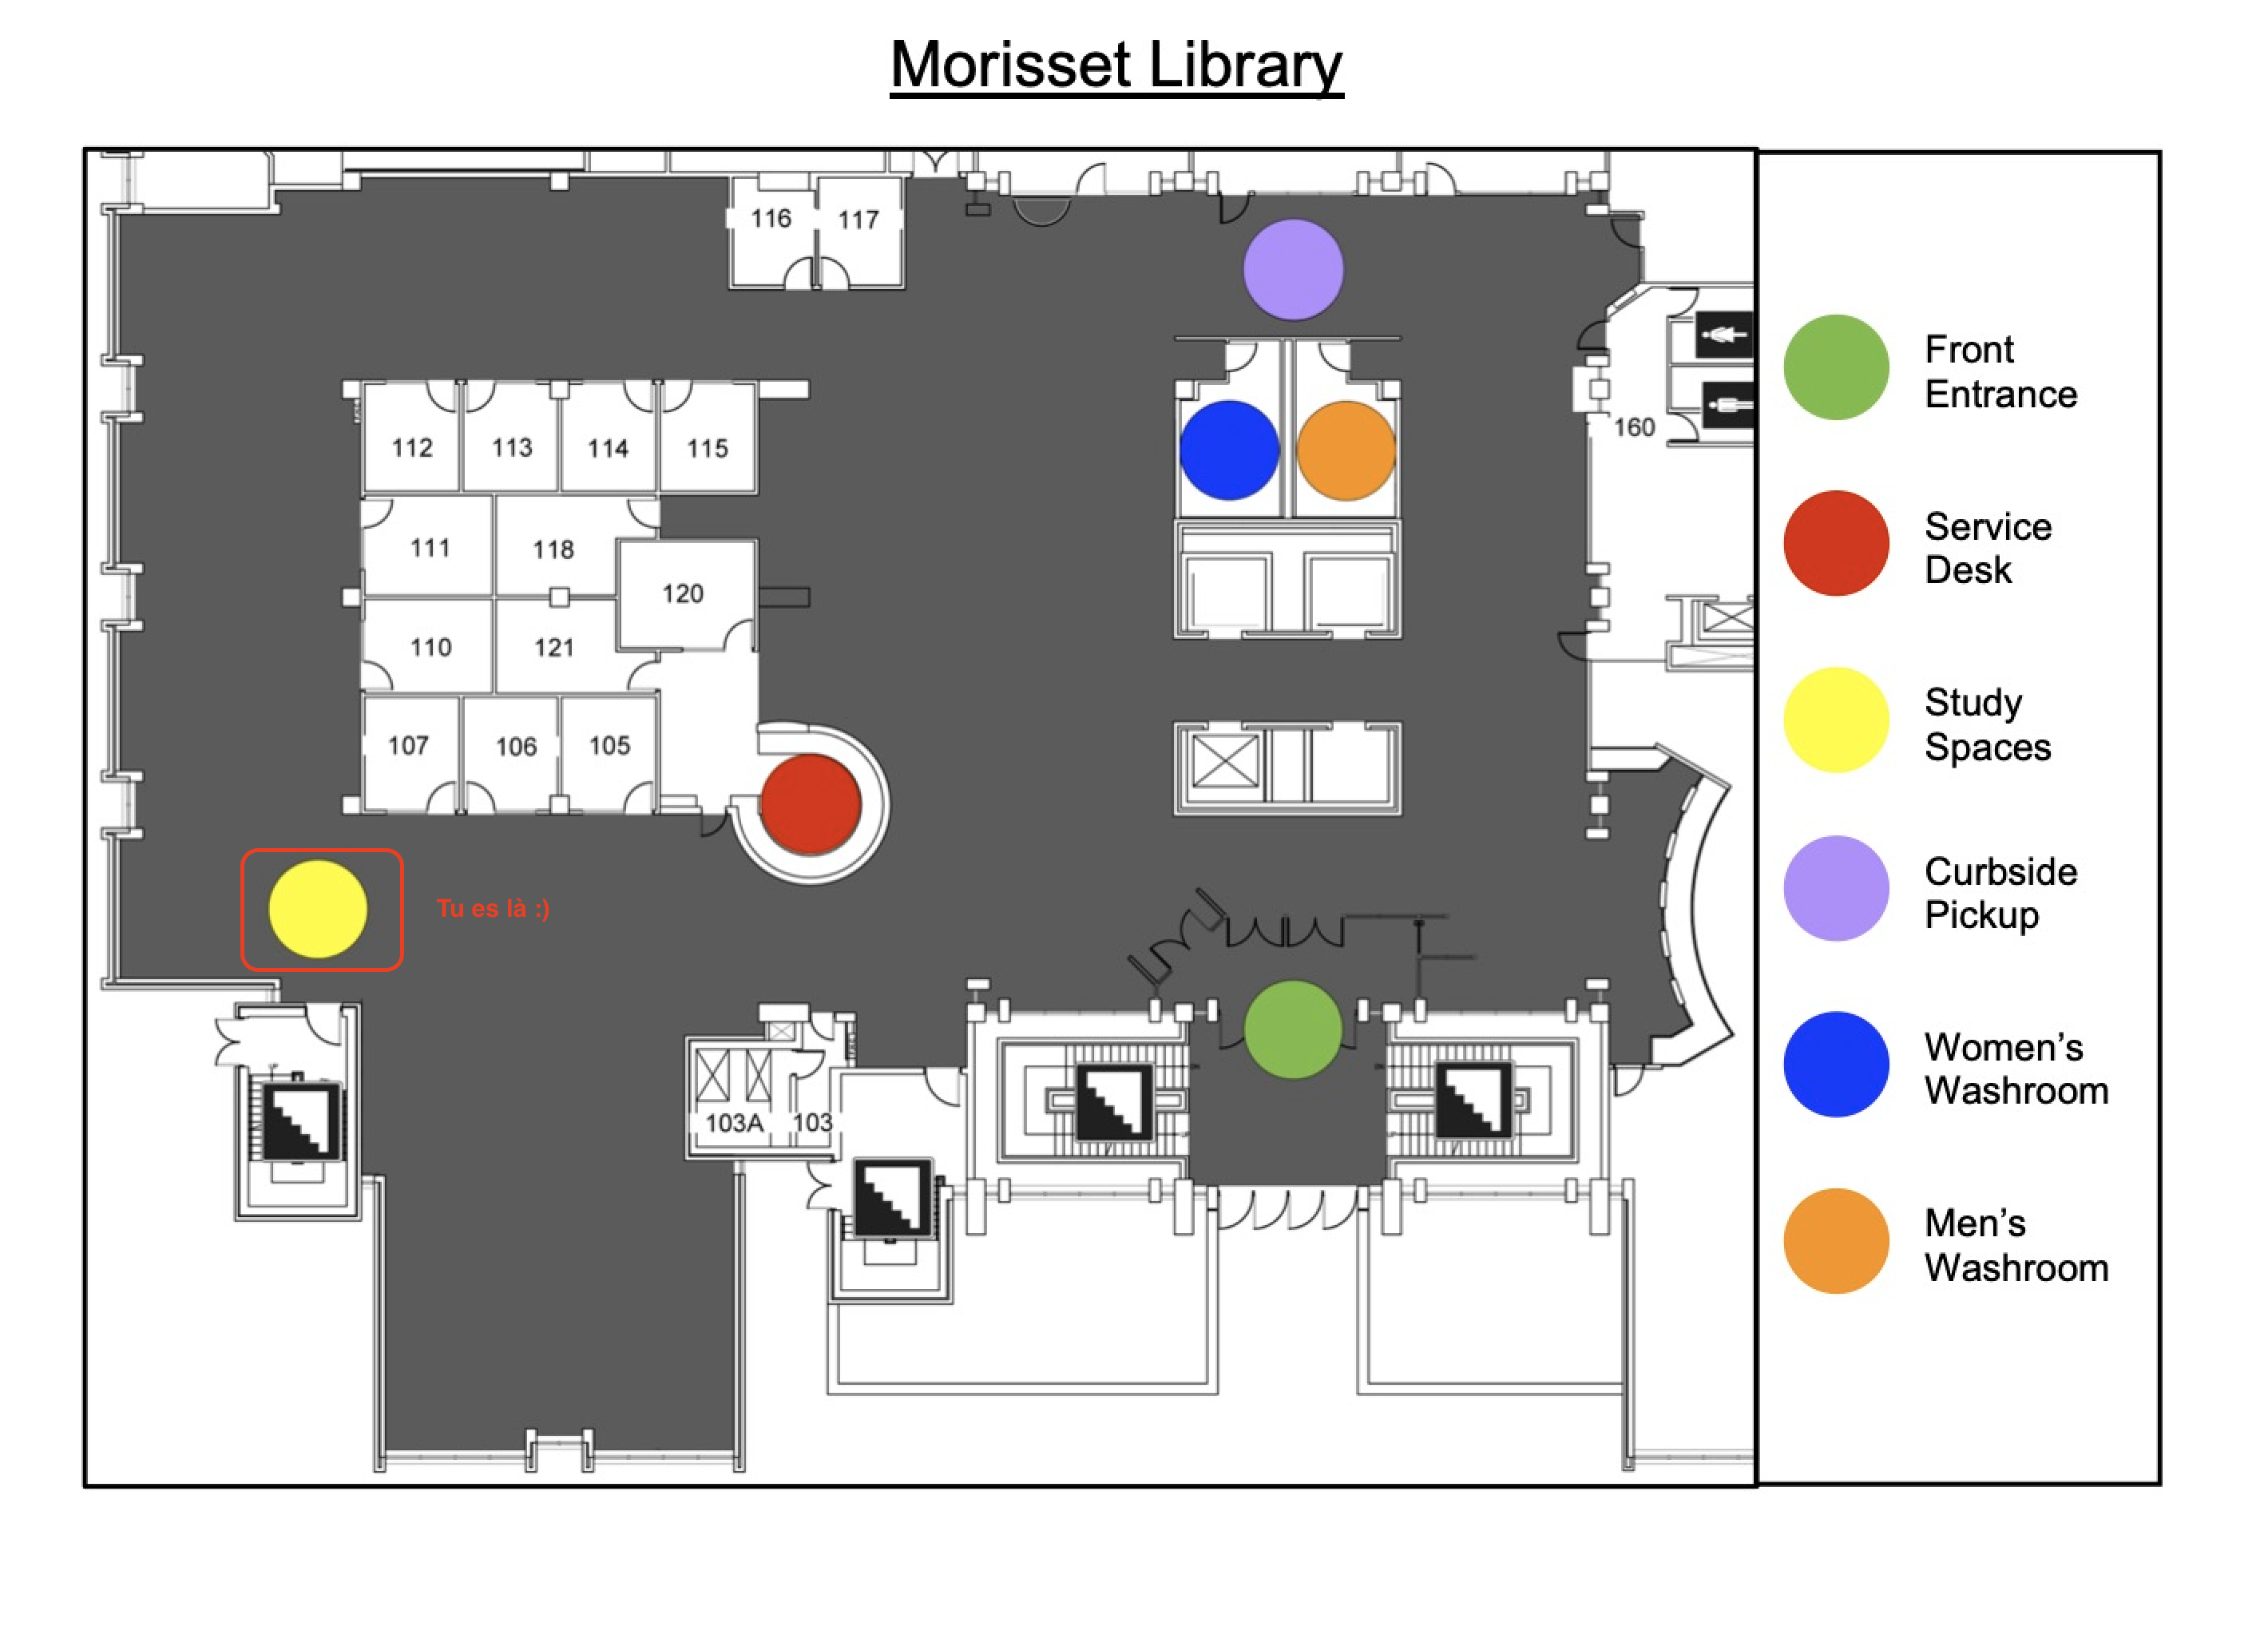 Morisset Library
116
117
112
113
114
115
160
111
118
120
110
121
107
106
105
Tu es là :)
103A
103
Front
Entrance
Service
Desk
Study
Spaces
Curbside
Pickup
Women's
Washroom
Men's
Washroom